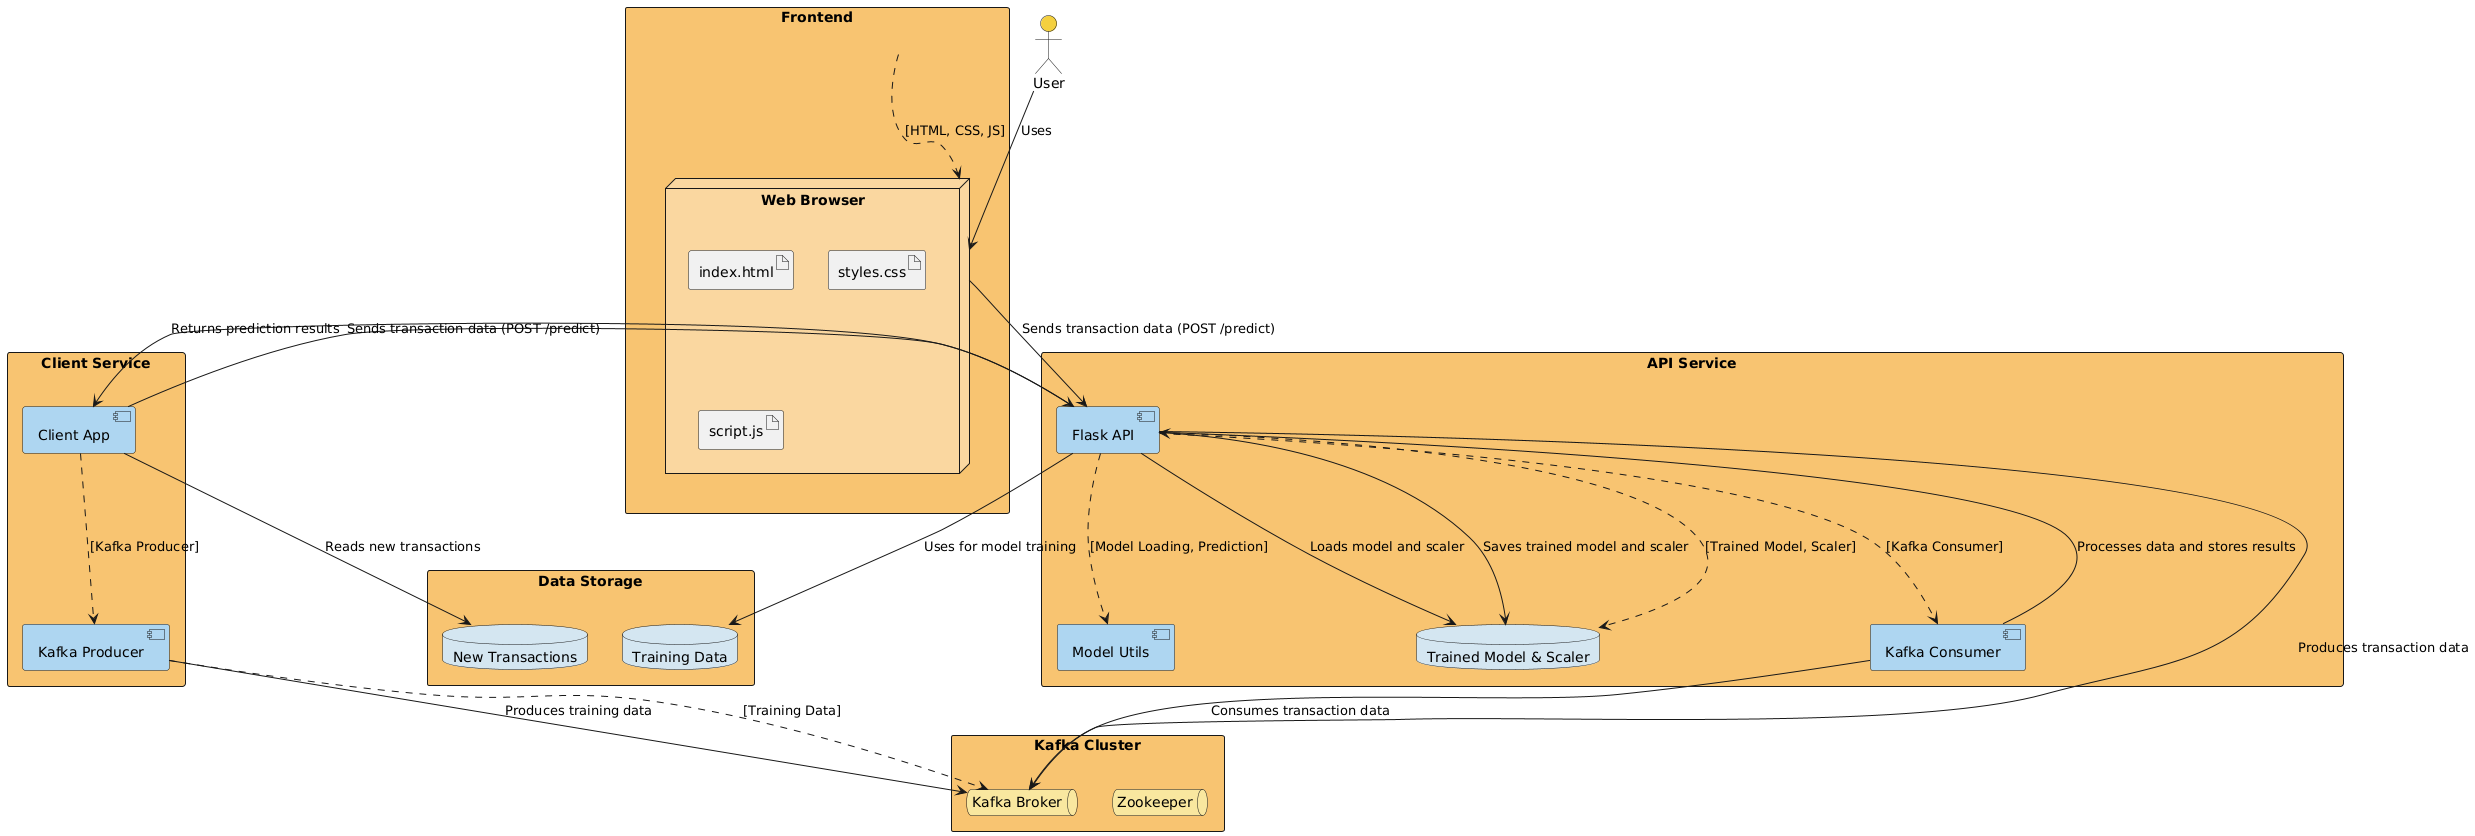 Frontend
User
[HTML, CSS, JS]
Uses
Web Browser
index.html
styles.css
Returns prediction results
Sends transaction data (POST /predict)
Sends transaction data (POST /predict)
Client Service
API Service
script.js
Client App
Flask API
[Kafka Producer]
Reads new transactions
Uses for model training
[Model Loading, Prediction]
Loads model and scaler
Saves trained model and scaler
[Trained Model, Scaler]
[Kafka Consumer]
Processes data and stores results
Data Storage
Kafka Producer
New Transactions
Training Data
Model Utils
Trained Model & Scaler
Kafka Consumer
Produces transaction data
Produces training data
[Training Data]
Consumes transaction data
Kafka Cluster
Kafka Broker
Zookeeper